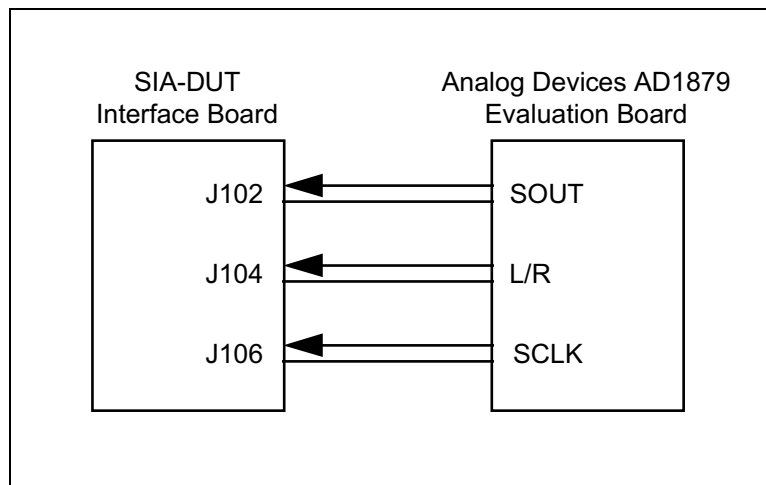 SIA-DUT
Interface Board
Analog Devices AD1879
Evaluation Board
J102
SOUT
J104
L/R
J106
SCLK